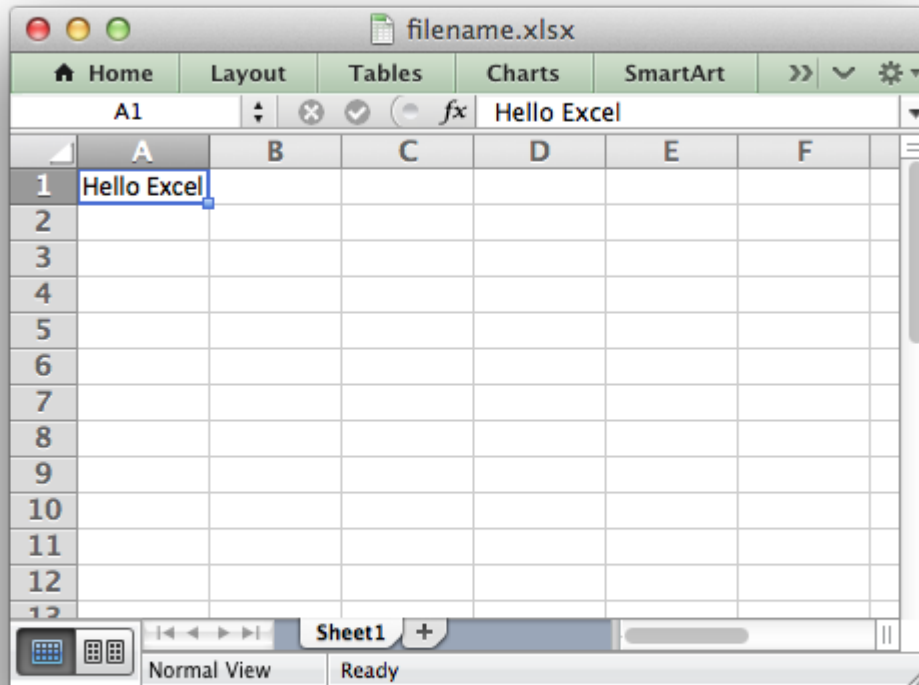 filename.xlsx
Home Layout Tables Charts SmartArt
A1 fx Hello Excel
A B C D E F
1 Hello Excel
2
3
4
5
6
7
8
9
10
11
12
13
Sheet1 +
Normal View Ready